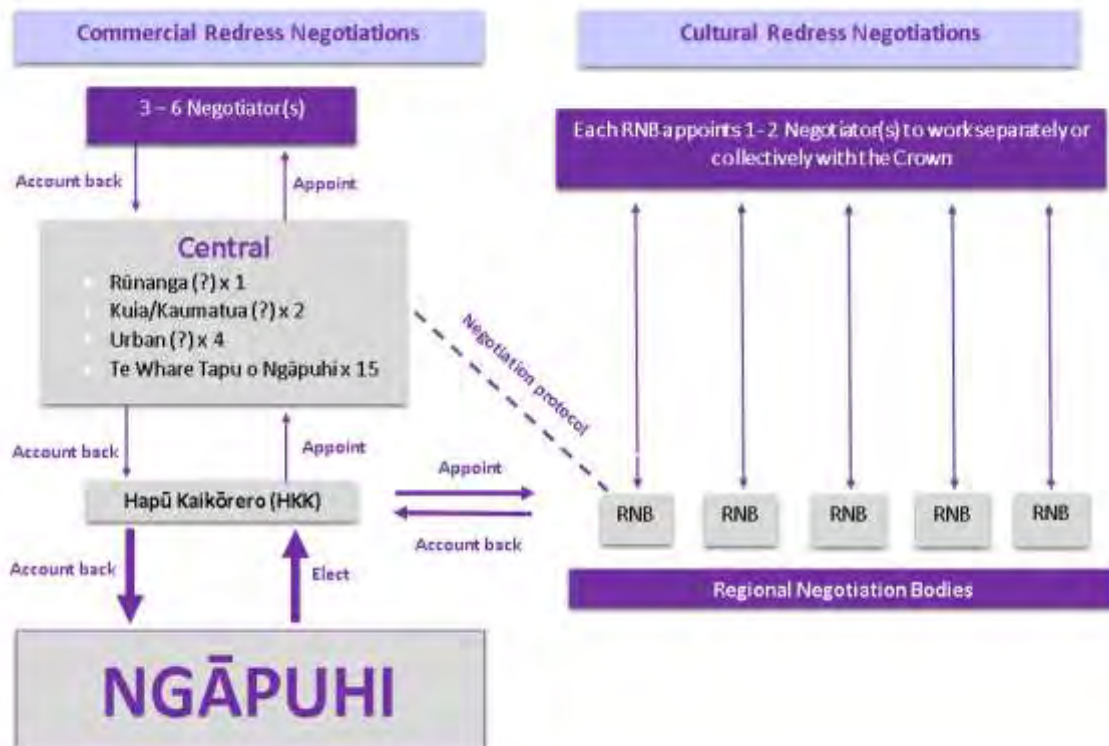 Commercial Redress Negotiations
3 – 6 Negotiator(s)
Account back
Appoint
Central
Rūnanga (?) x 1
Kuia/Kaumatua (?) x 2
Urban (?) x 4
Te Whare Tapu o Ngāpuhi x 15
Account back
Appoint
Hapū Kaikōrero (HKK)
Account back
Elect
NGĀPUHI
Negotiation protocol
Appoint
Account back
Cultural Redress Negotiations
Each RNB appoints 1 - 2 Negotiator(s) to work separately or
collectively with the Crown
RNB
RNB
RNB
RNB
RNB
Regional Negotiation Bodies